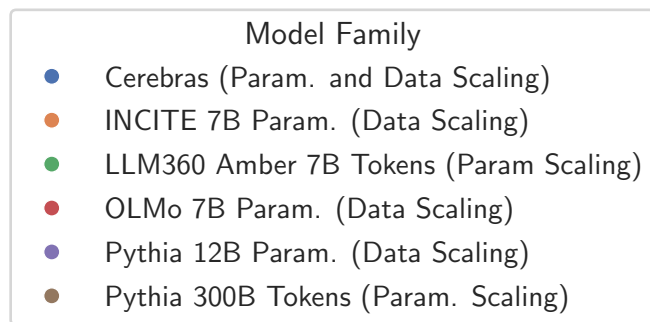 Model Family
Cerebras (Param. and Data Scaling)
INCITE 7B Param. (Data Scaling)
LLM360 Amber 7B Tokens (Param Scaling)
OLMo 7B Param. (Data Scaling)
Pythia 12B Param. (Data Scaling)
Pythia 300B Tokens (Param. Scaling)